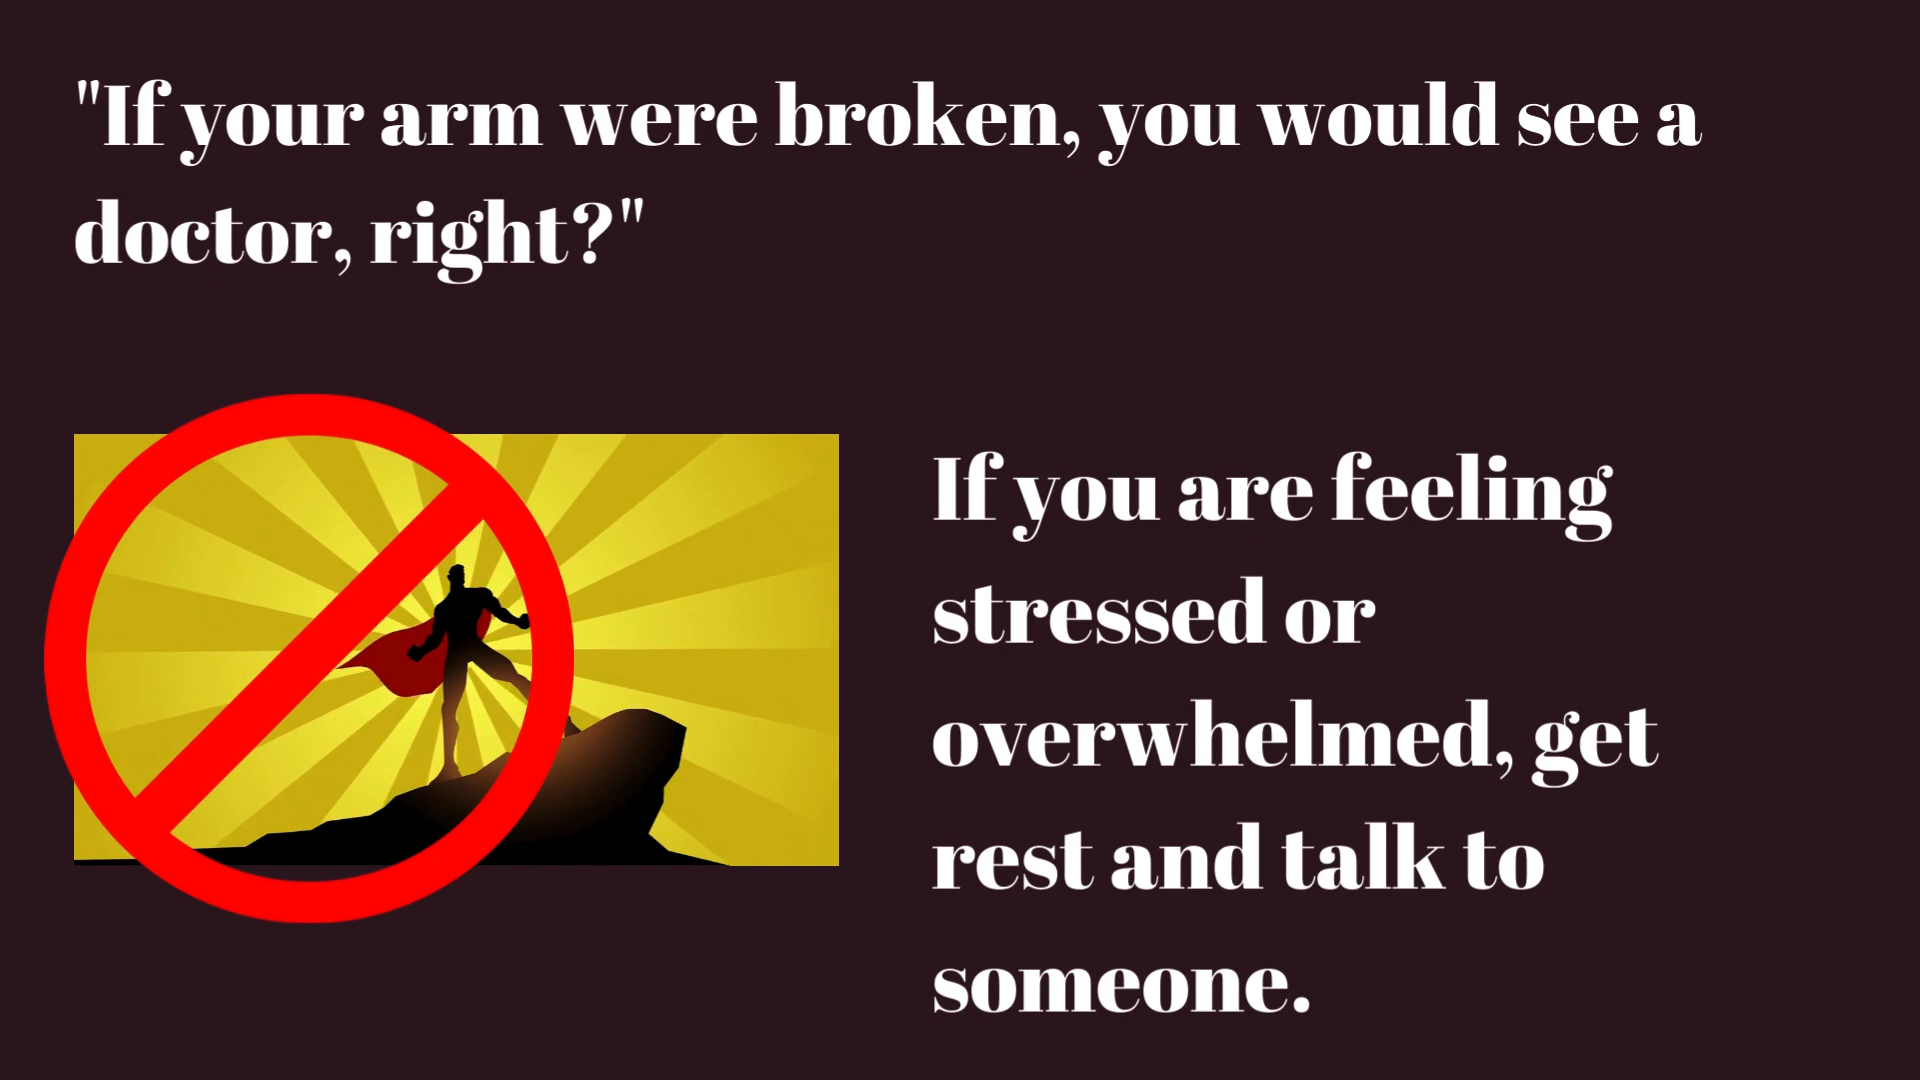 "If your arm were broken, you would see a
doctor, right?"
If you are feeling
stressed or
overwhelmed, get
rest and talk to
someone.